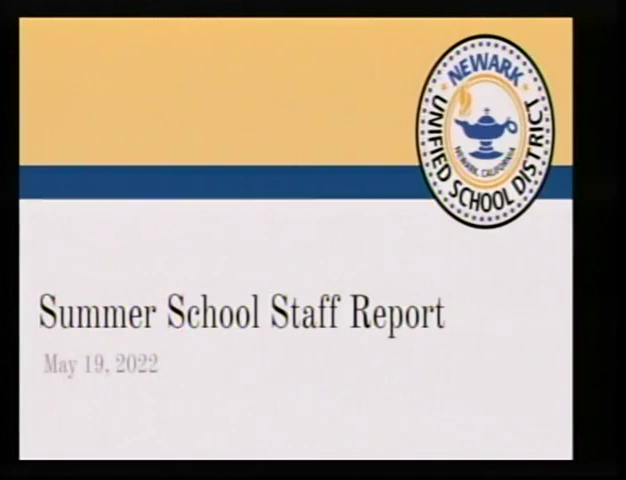 NEWARK
UNIFIED SCHOOL DISTRICT
NEWARK, CALIFORNIA
Summer School Staff Report
May 19, 2022